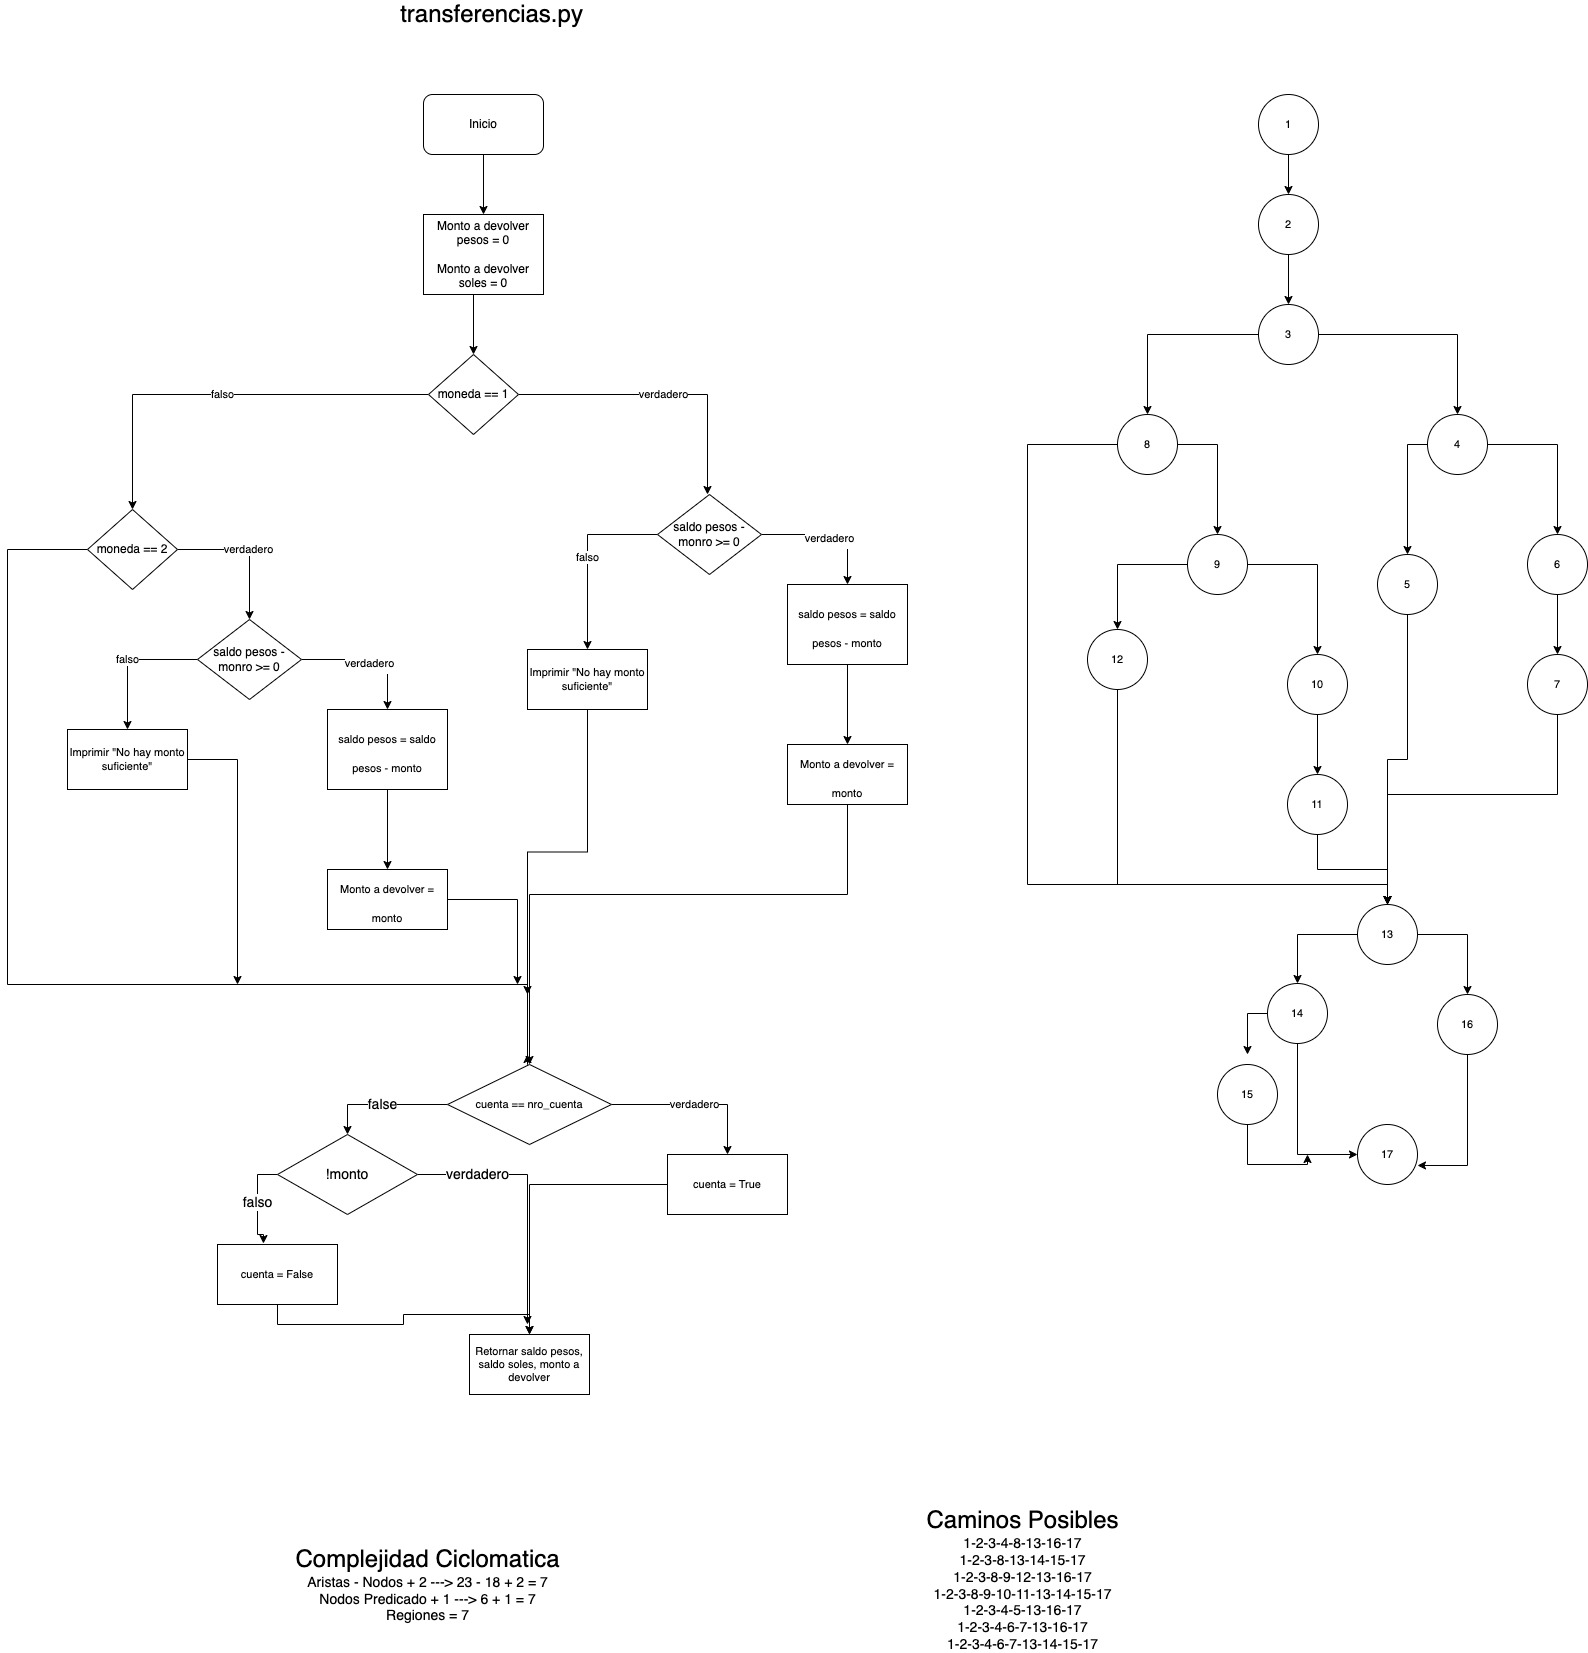 transferencias.py
Inicio
Monto a devolver
pesos = 0
Monto a devolver
soles = 0
moneda == 1
falso
verdadero
moneda == 2
verdadero
saldo pesos -
monro >= 0
falso
verdadero
saldo pesos -
monro >= 0
falso
verdadero
Imprimir "No hay monto
suficiente"
saldo pesos = saldo
pesos - monto
Monto a devolver =
monto
Imprimir "No hay monto
suficiente"
saldo pesos = saldo
pesos - monto
Monto a devolver =
monto
cuenta == nro_cuenta
false
verdadero
!monto
verdadero
falso
cuenta = True
cuenta = False
Retornar saldo pesos,
saldo soles, monto a
devolver
1
2
3
8
4
9
5
6
12
10
7
11
13
14
16
15
17
Complejidad Ciclomatica
Aristas - Nodos + 2 ---> 23 - 18 + 2 = 7
Nodos Predicado + 1 ---> 6 + 1 = 7
Regiones = 7
Caminos Posibles
1-2-3-4-8-13-16-17
1-2-3-8-13-14-15-17
1-2-3-8-9-12-13-16-17
1-2-3-8-9-10-11-13-14-15-17
1-2-3-4-5-13-16-17
1-2-3-4-6-7-13-16-17
1-2-3-4-6-7-13-14-15-17